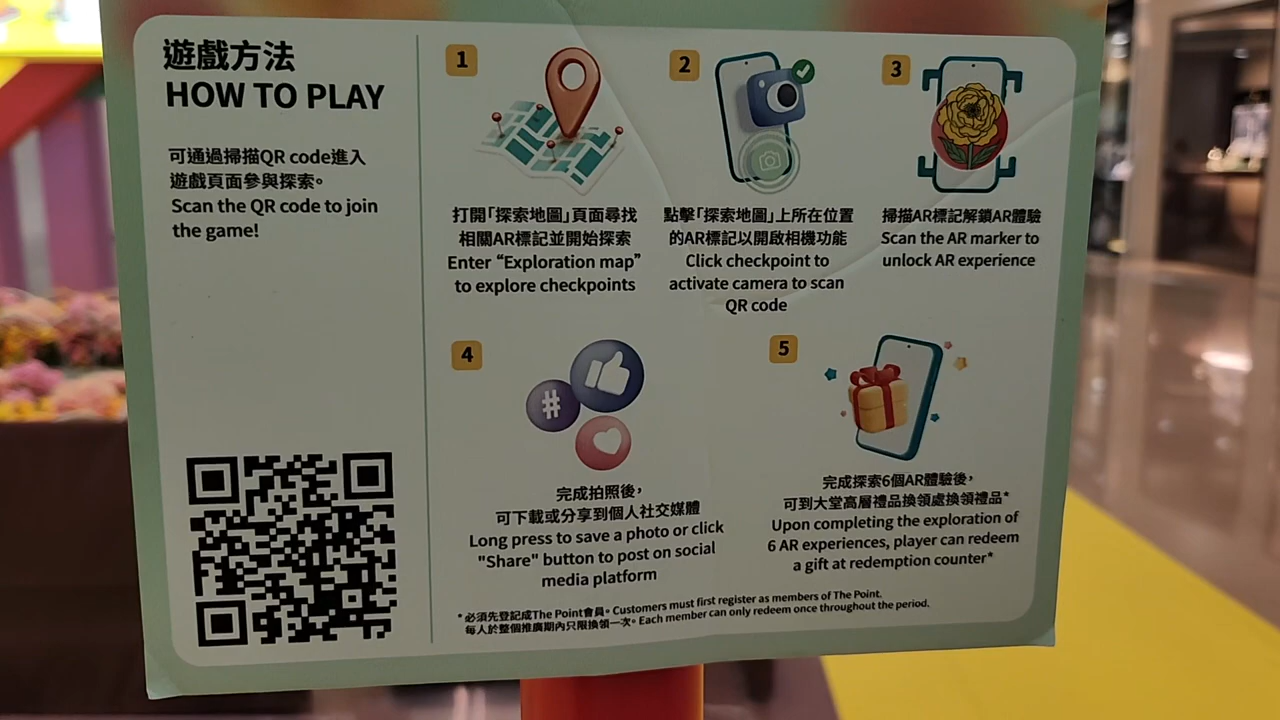 遊戲方法
HOW TO PLAY
可通過掃描QR code進入
遊戲頁面參與探索。
Scan the QR code to join
the game!
1
打開「探索地圖」頁面尋找
相關AR標記並開始探索
Enter “Exploration map”
to explore checkpoints
2
點擊「探索地圖」上所在位置
的AR標記以開啟相機功能
Click checkpoint to
activate camera to scan
QR code
3
掃描AR標記解鎖AR體驗
Scan the AR marker to
unlock AR experience
4
#
完成拍照後，
可下載或分享到個人社交媒體
Long press to save a photo or click
"Share" button to post on social
media platform
5
完成探索6個AR體驗後，
可到大堂高層禮品換領處換領禮品*
Upon completing the exploration of
6 AR experiences, player can redeem
a gift at redemption counter*
*必須先登記成The Point會員。Customers must first register as members of The Point.
每人於整個推廣期內只限換領一次。Each member can only redeem once throughout the period.